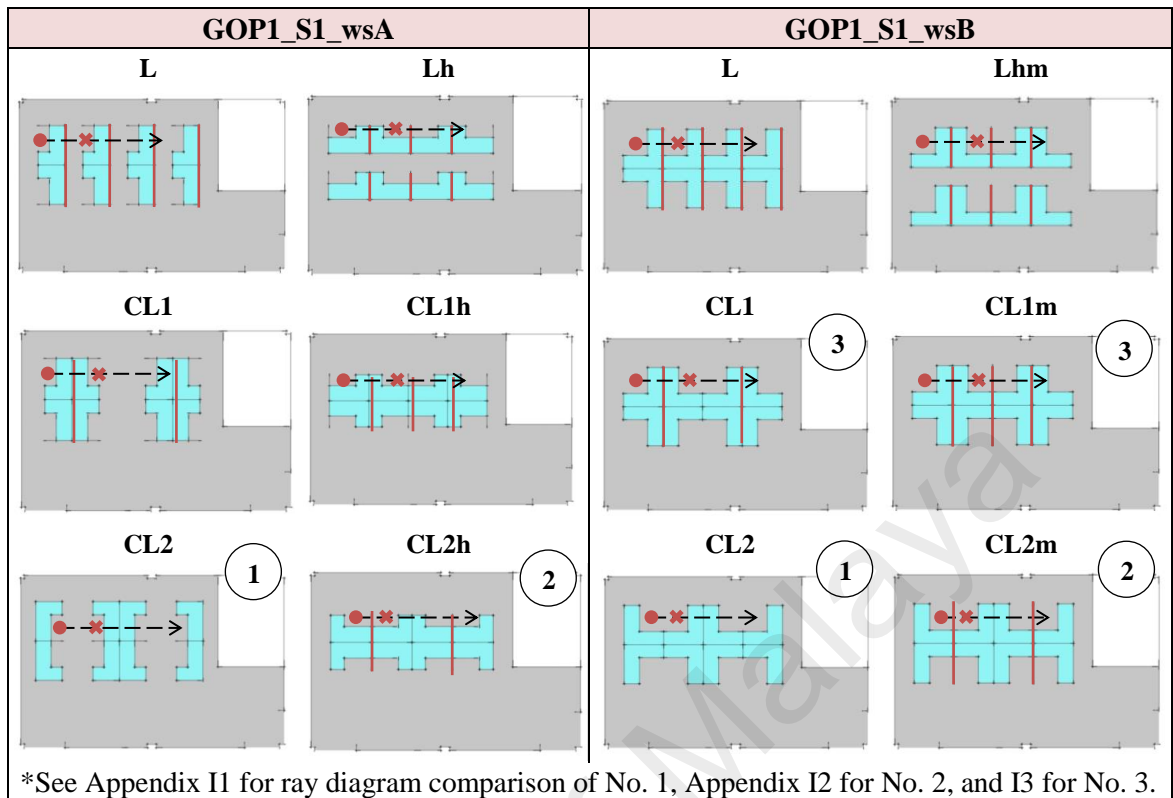 GOP1_S1_wsA GOP1_S1_wsB
L Lh L Lhm
CL1 CL1h CL1 CL1m
3 3
CL2 CL2h CL2 CL2m
1 2 1 2
Malaya
*See Appendix I1 for ray diagram comparison of No. 1, Appendix I2 for No. 2, and I3 for No. 3.